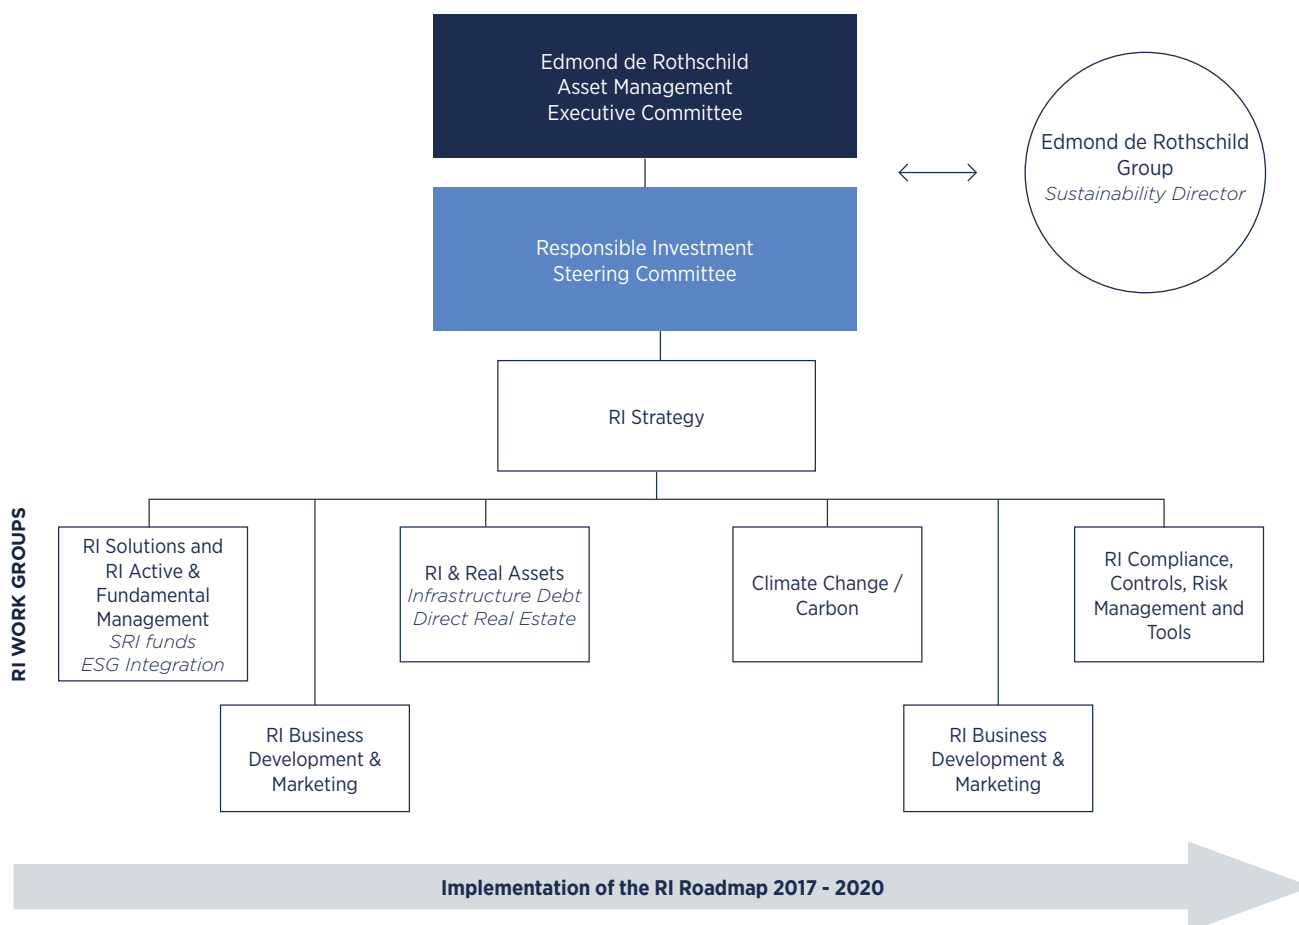 Edmond de Rothschild
Asset Management
Executive Committee
Edmond de Rothschild
Group
Sustainability Director
Responsible Investment
Steering Committee
RI Strategy
RI WORK GROUPS
RI Solutions and
RI Active &
Fundamental
Management
SRI funds
ESG Integration
RI & Real Assets
Infrastructure Debt
Direct Real Estate
Climate Change /
Carbon
RI Compliance,
Controls, Risk
Management and
Tools
RI Business
Development &
Marketing
RI Business
Development &
Marketing
Implementation of the RI Roadmap 2017 - 2020